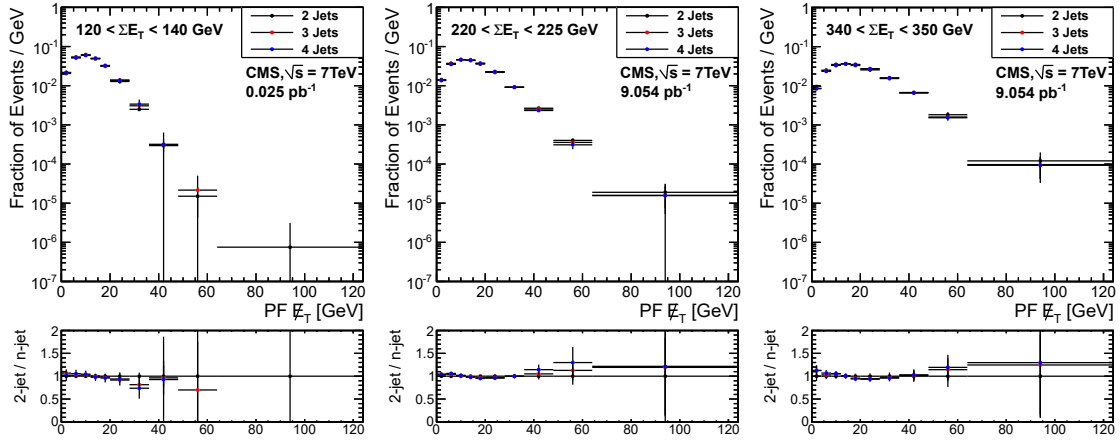 120 < ΣE_T < 140 GeV
2 Jets
3 Jets
4 Jets
CMS, √s = 7TeV
0.025 pb⁻¹
Fraction of Events / GeV
10⁻¹
10⁻²
10⁻³
10⁻⁴
10⁻⁵
10⁻⁶
10⁻⁷
0 20 40 60 80 100 120
PF E̸_T [GeV]
2-jet / n-jet
2
1.5
1
0.5
0
0 20 40 60 80 100 120
220 < ΣE_T < 225 GeV
2 Jets
3 Jets
4 Jets
CMS, √s = 7TeV
9.054 pb⁻¹
Fraction of Events / GeV
10⁻¹
10⁻²
10⁻³
10⁻⁴
10⁻⁵
10⁻⁶
10⁻⁷
0 20 40 60 80 100 120
PF E̸_T [GeV]
2-jet / n-jet
2
1.5
1
0.5
0
0 20 40 60 80 100 120
340 < ΣE_T < 350 GeV
2 Jets
3 Jets
4 Jets
CMS, √s = 7TeV
9.054 pb⁻¹
Fraction of Events / GeV
10⁻¹
10⁻²
10⁻³
10⁻⁴
10⁻⁵
10⁻⁶
10⁻⁷
0 20 40 60 80 100 120
PF E̸_T [GeV]
2-jet / n-jet
2
1.5
1
0.5
0
0 20 40 60 80 100 120